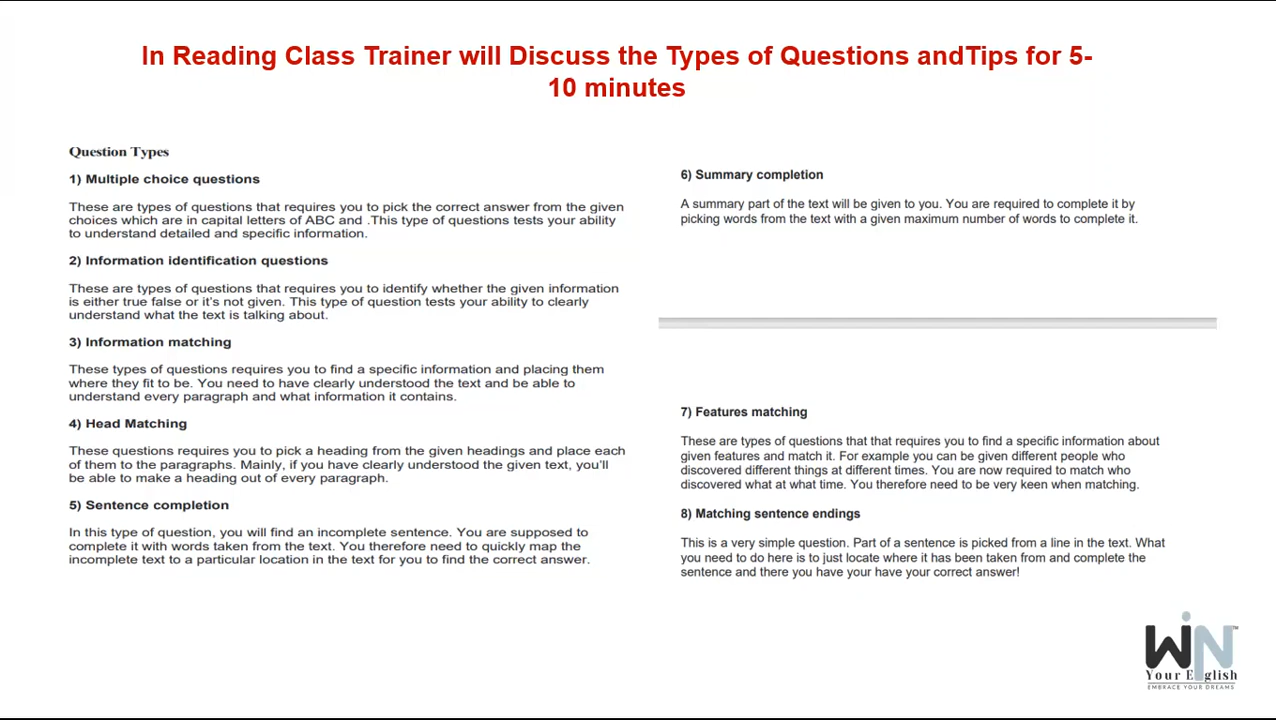 In Reading Class Trainer will Discuss the Types of Questions andTips for 5-
10 minutes
Question Types
1) Multiple choice questions
These are types of questions that requires you to pick the correct answer from the given
choices which are in capital letters of ABC and .This type of questions tests your ability
to understand detailed and specific information.
2) Information identification questions
These are types of questions that requires you to identify whether the given information
is either true false or it's not given. This type of question tests your ability to clearly
understand what the text is talking about.
3) Information matching
These types of questions requires you to find a specific information and placing them
where they fit to be. You need to have clearly understood the text and be able to
understand every paragraph and what information it contains.
4) Head Matching
These questions requires you to pick a heading from the given headings and place each
of them to the paragraphs. Mainly, if you have clearly understood the given text, you'll
be able to make a heading out of every paragraph.
5) Sentence completion
In this type of question, you will find an incomplete sentence. You are supposed to
complete it with words taken from the text. You therefore need to quickly map the
incomplete text to a particular location in the text for you to find the correct answer.
6) Summary completion
A summary part of the text will be given to you. You are required to complete it by
picking words from the text with a given maximum number of words to complete it.
7) Features matching
These are types of questions that that requires you to find a specific information about
given features and match it. For example you can be given different people who
discovered different things at different times. You are now required to match who
discovered what at what time. You therefore need to be very keen when matching.
8) Matching sentence endings
This is a very simple question. Part of a sentence is picked from a line in the text. What
you need to do here is to just locate where it has been taken from and complete the
sentence and there you have your have your correct answer!
WiN™
Your English
EMBRACE YOUR DREAMS